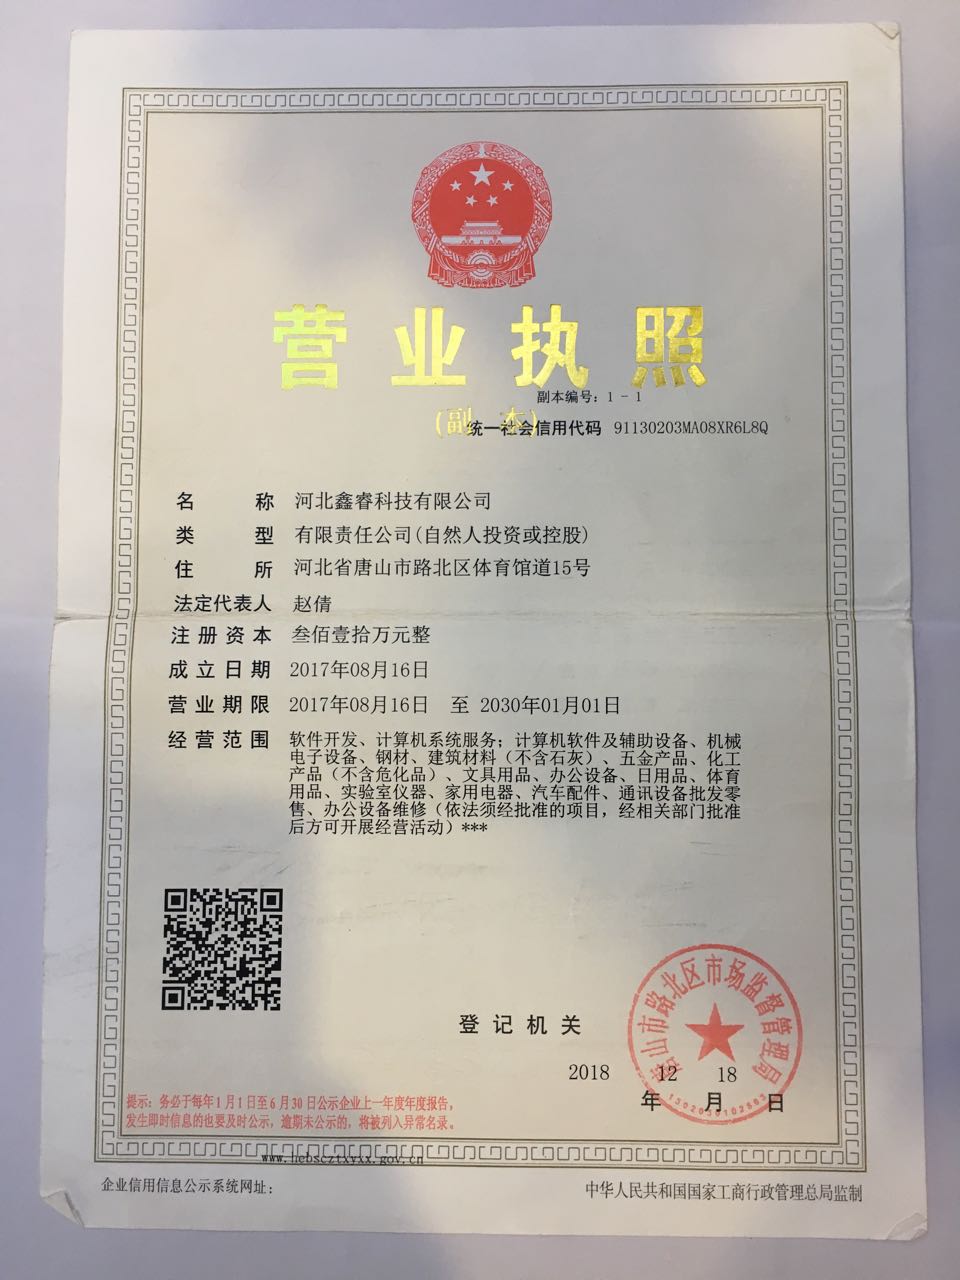 营业执照
副本编号：1 - 1
(副 本)
统一社会信用代码 91130203MA08XR6L8Q
名 称 河北鑫睿科技有限公司
类 型 有限责任公司(自然人投资或控股)
住 所 河北省唐山市路北区体育馆道15号
法定代表人 赵倩
注册资本 叁佰壹拾万元整
成立日期 2017年08月16日
营业期限 2017年08月16日 至 2030年01月01日
经营范围 软件开发、计算机系统服务；计算机软件及辅助设备、机械
电子设备、钢材、建筑材料（不含石灰）、五金产品、化工
产品（不含危化品）、文具用品、办公设备、日用品、体育
用品、实验室仪器、家用电器、汽车配件、通讯设备批发零
售、办公设备维修（依法须经批准的项目，经相关部门批准
后方可开展经营活动）***
唐山市路北区市场监督管理局
登记机关
2018 12 18
年 月 日
提示：务必于每年1月1日至6月30日公示企业上一年度年度报告，
发生即时信息的也要及时公示，逾期未公示的，将被列入异常名录。
www.hebscztxyxx.gov.cn
企业信用信息公示系统网址：
中华人民共和国国家工商行政管理总局监制